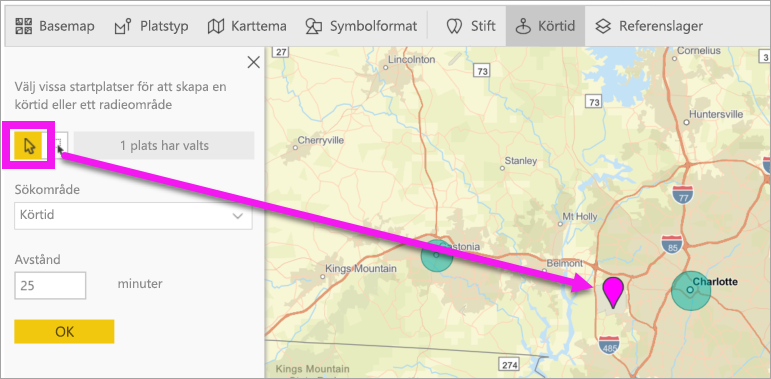 Basemap
Platstyp
Karttema
Symbolformat
Stift
Körtid
Referenslager
Välj vissa startplatser för att skapa en
körtid eller ett radieområde
1 plats har valts
Sökområde
Körtid
Avstånd
25
minuter
OK
27
Lincolnton
73
Cornelius
3
73
Huntersville
Cherryville
Stanley
77
Mt Holly
85
Belmont
Kings Mountain
Charlotte
485
274
Kings Mountain